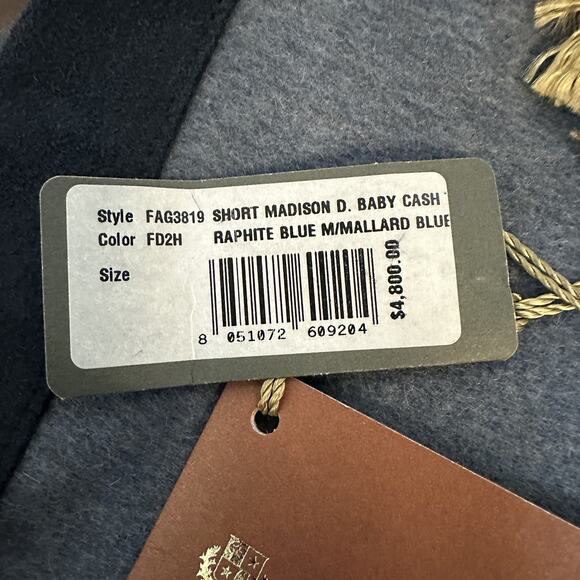 Style FAG3819 SHORT MADISON D. BABY CASH
Color FD2H RAPHITE BLUE M/MALLARD BLUE
Size
$4,800.00
8 051072 609204